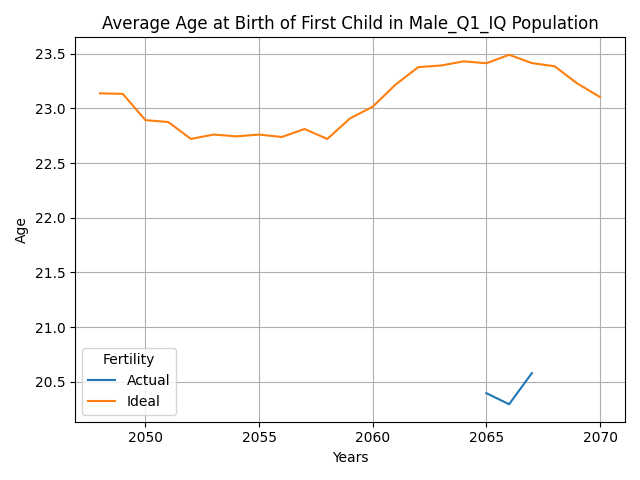 Average Age at Birth of First Child in Male_Q1_IQ Population
23.5
23.0
22.5
22.0
21.5
21.0
20.5
Age
Fertility
Actual
Ideal
2050 2055 2060 2065 2070
Years